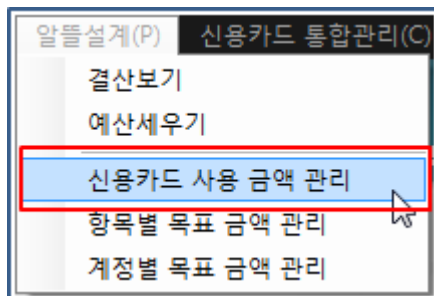 알뜰설계(P) 신용카드 통합관리(C)
결산보기
예산세우기
신용카드 사용 금액 관리
항목별 목표 금액 관리
계정별 목표 금액 관리